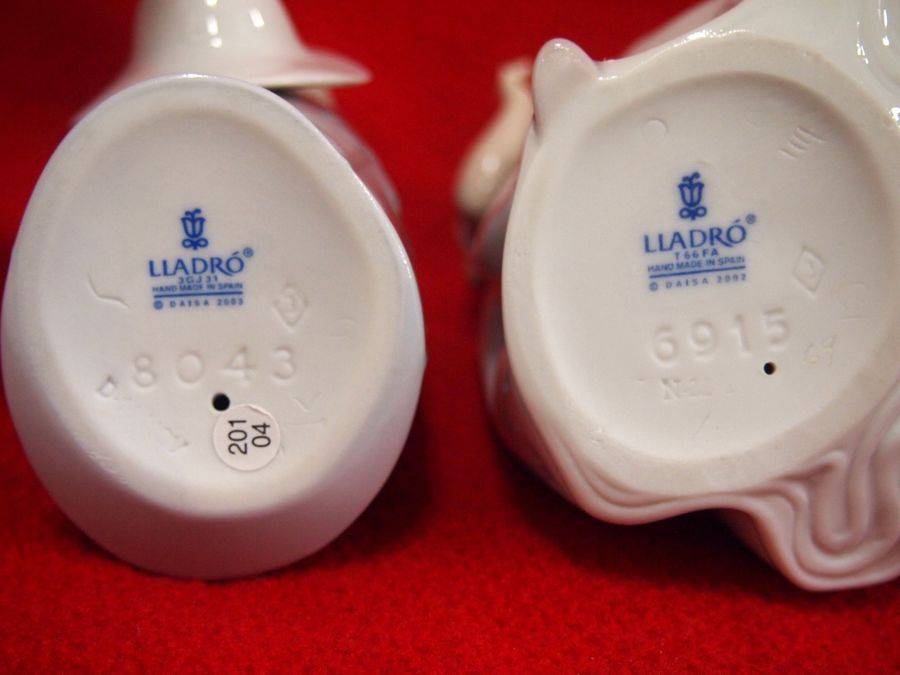 LLADRÓ®
3GJ31
HAND MADE IN SPAIN
© DAISA 2003
8043
201
04
LLADRÓ®
T66FA
HAND MADE IN SPAIN
© DAISA 2002
6915